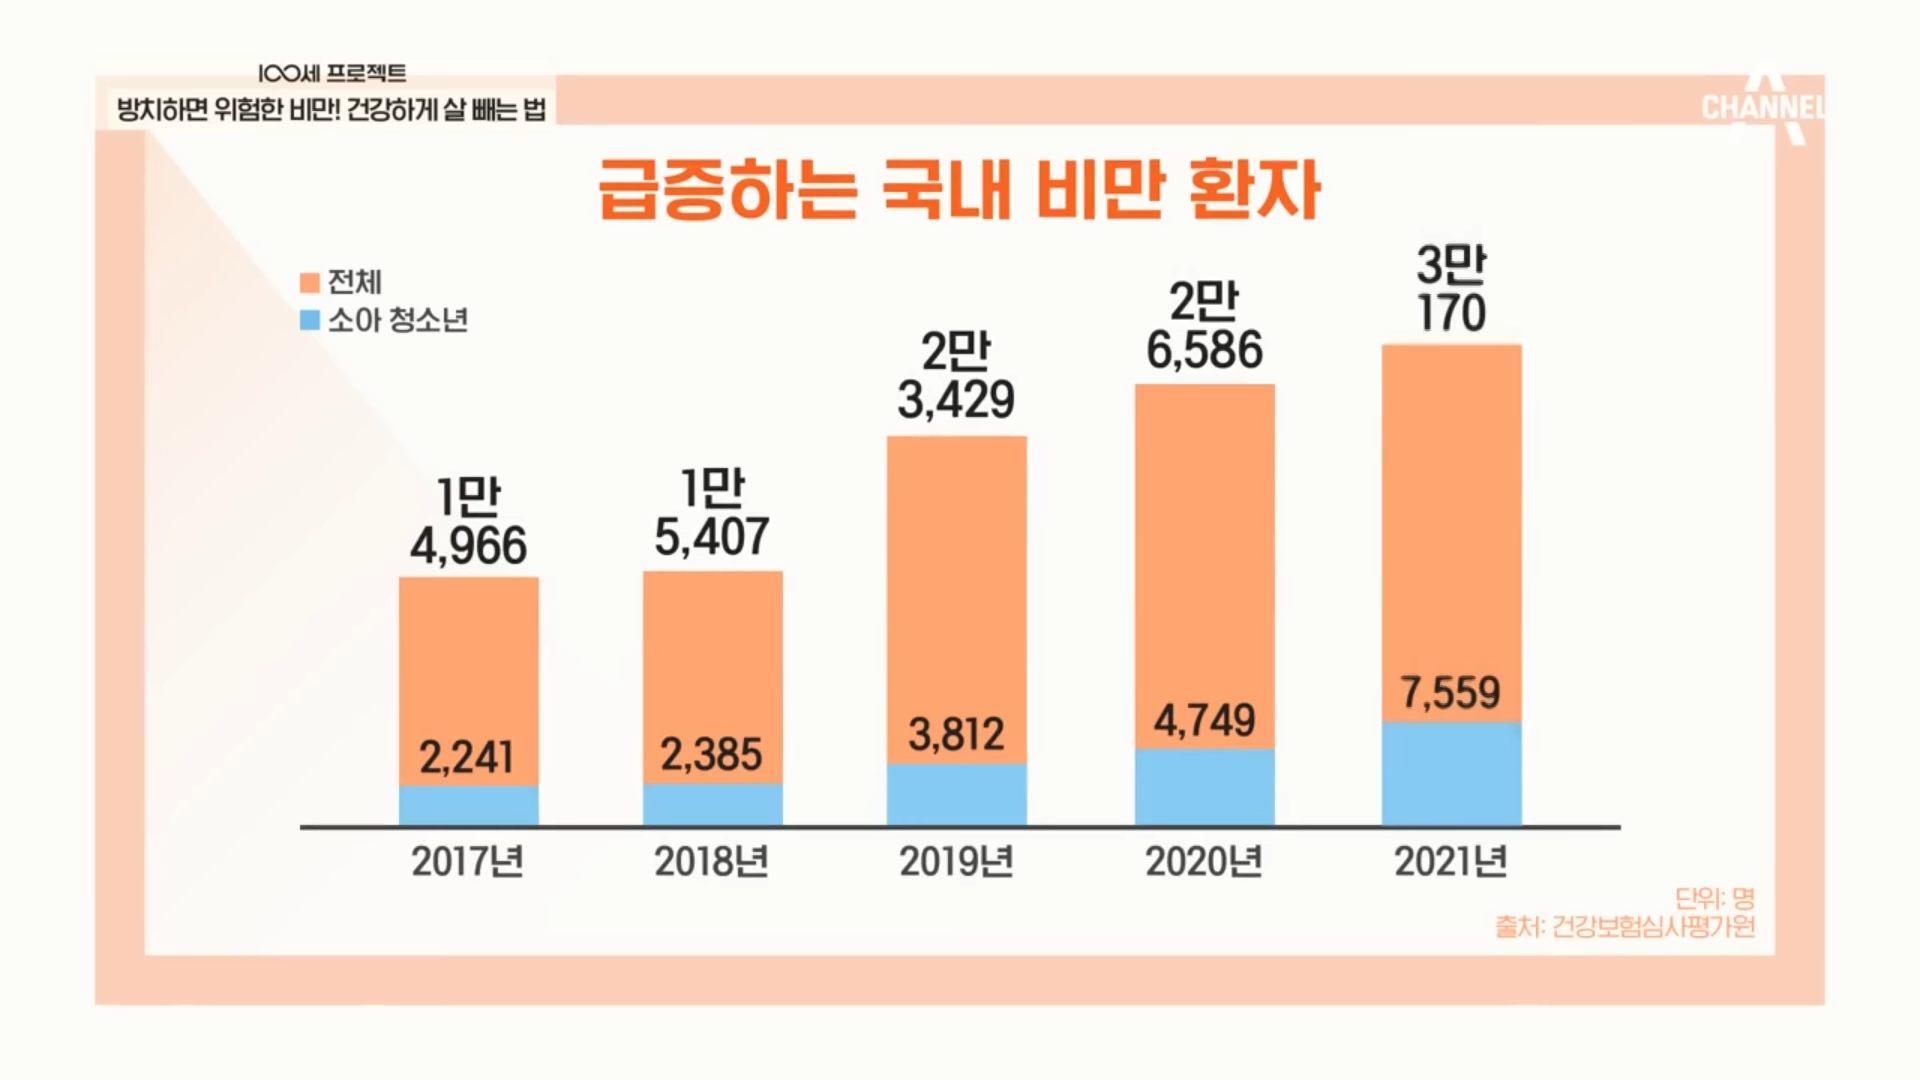 100세 프로젝트
방치하면 위험한 비만! 건강하게 살 빼는 법
CHANNEL A
급증하는 국내 비만 환자
전체
소아 청소년
1만
4,966
1만
5,407
2만
3,429
2만
6,586
3만
170
2,241
2,385
3,812
4,749
7,559
2017년
2018년
2019년
2020년
2021년
단위: 명
출처: 건강보험심사평가원